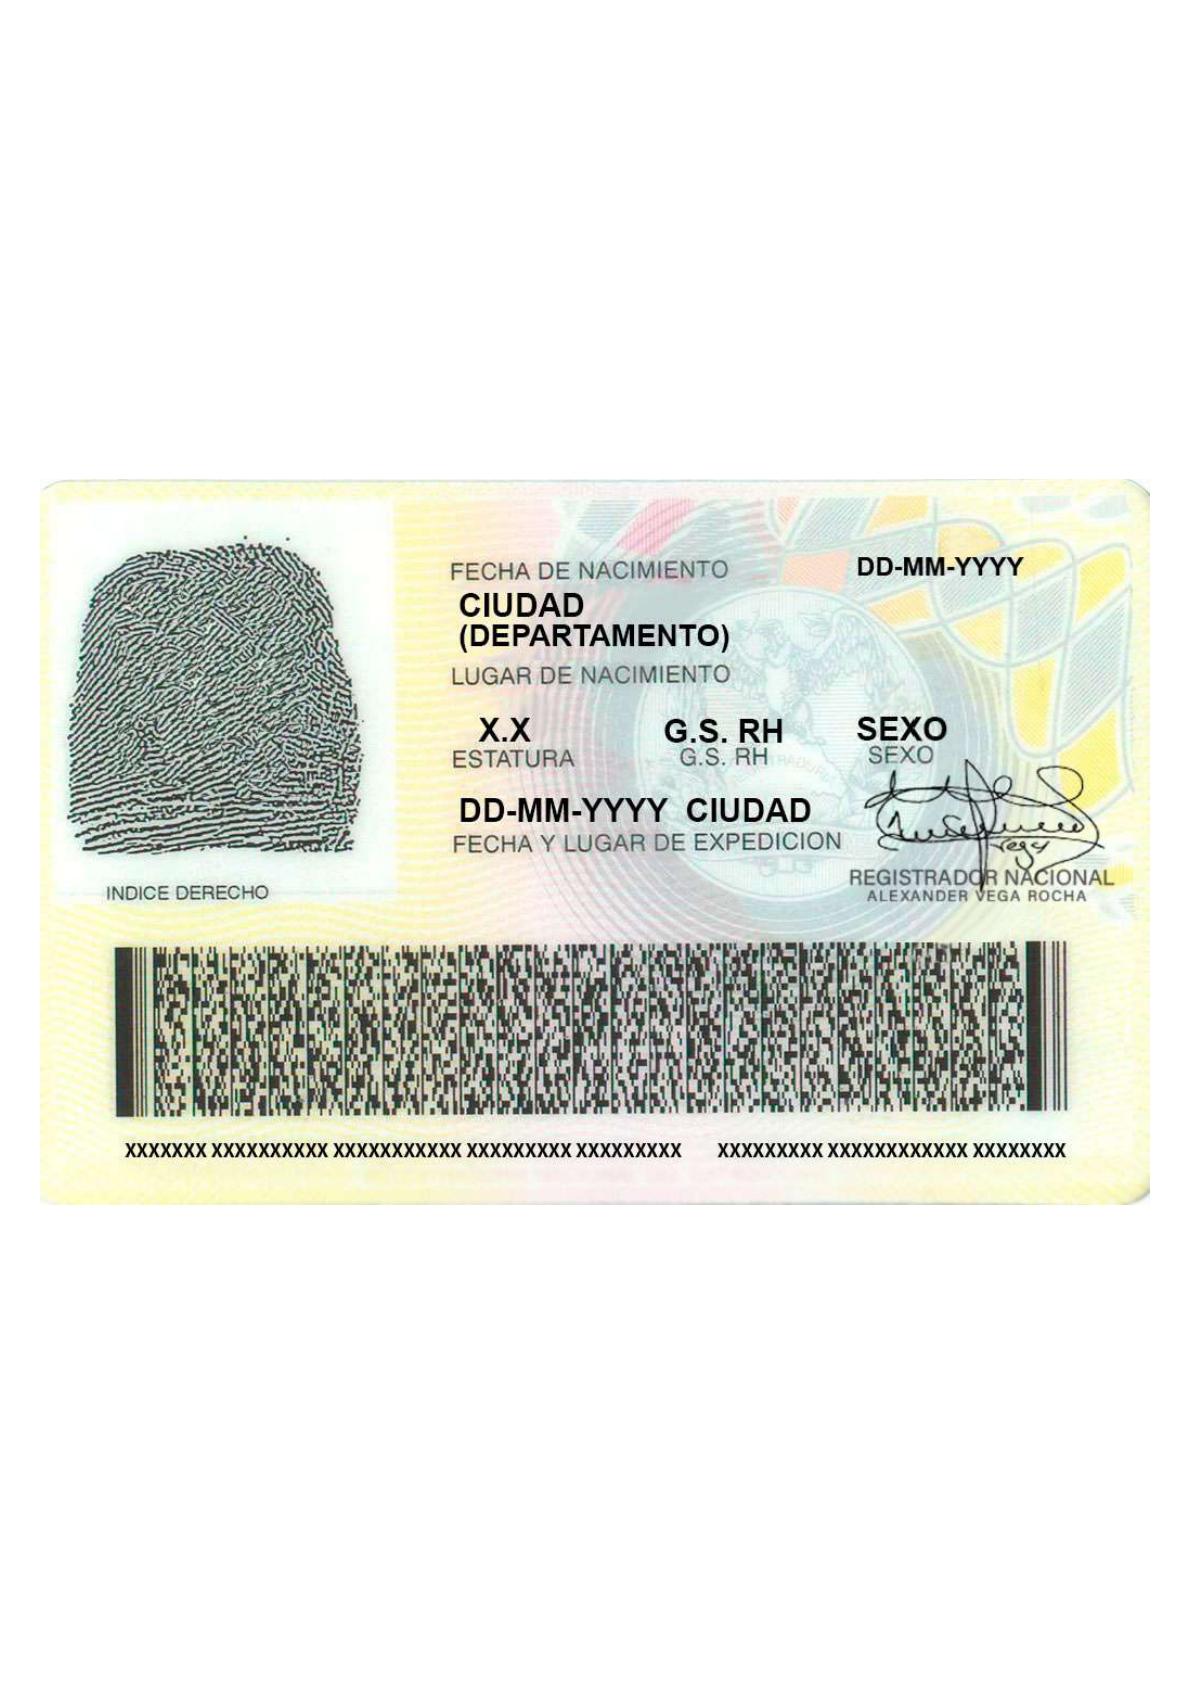 FECHA DE NACIMIENTO DD-MM-YYYY
CIUDAD
(DEPARTAMENTO)
LUGAR DE NACIMIENTO
X.X G.S. RH SEXO
ESTATURA G.S. RH SEXO
DD-MM-YYYY CIUDAD
FECHA Y LUGAR DE EXPEDICION
REGISTRADOR NACIONAL
ALEXANDER VEGA ROCHA
INDICE DERECHO
XXXXXXX XXXXXXXXXX XXXXXXXXXXX XXXXXXXXX XXXXXXXXX XXXXXXXXX XXXXXXXXXXXX XXXXXXXX